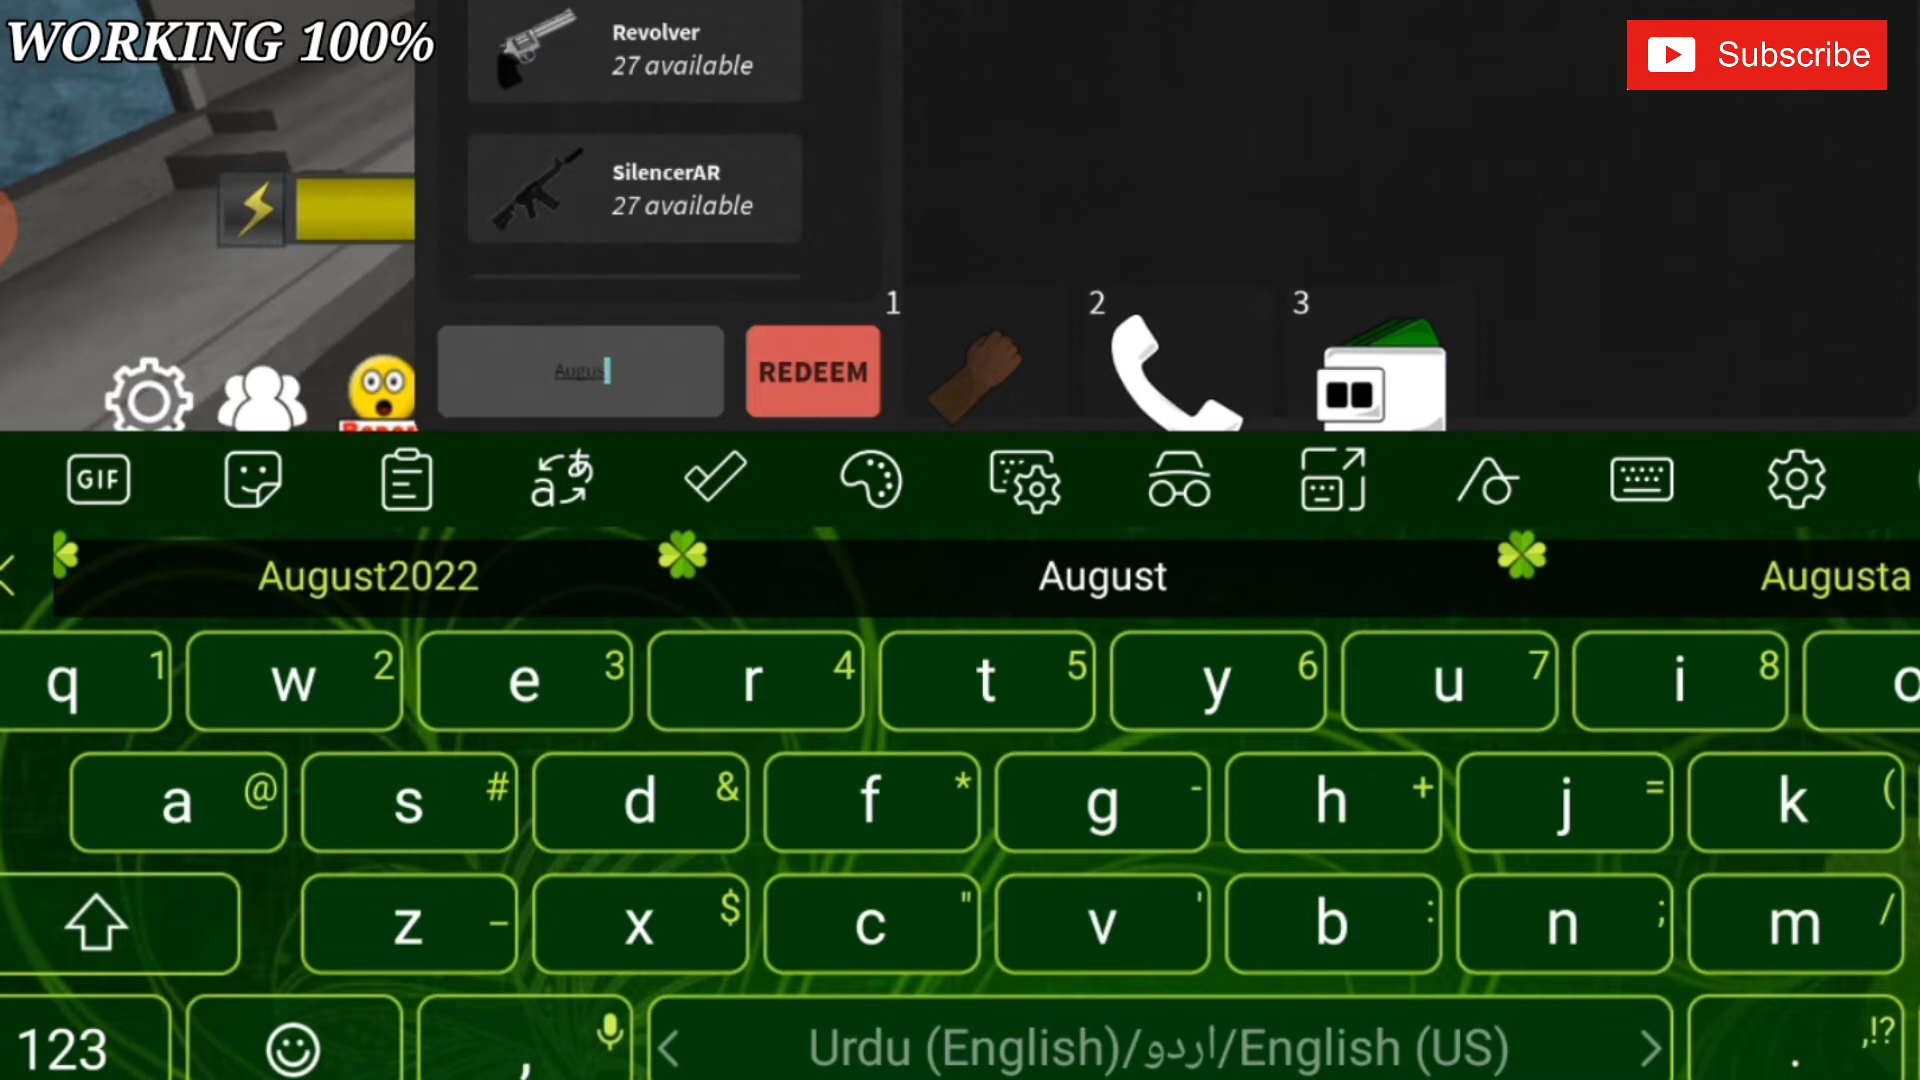 WORKING 100%
Revolver
27 available
Subscribe
SilencerAR
27 available
1
2
3
Augus
REDEEM
GIF
August2022
August
Augusta
q 1 w 2 e 3 r 4 t 5 y 6 u 7 i 8 o
a @ s # d & f * g - h + j = k (
z _ x $ c " v ' b : n ; m /
123 , Urdu (English)/اردو/English (US) . ,!?